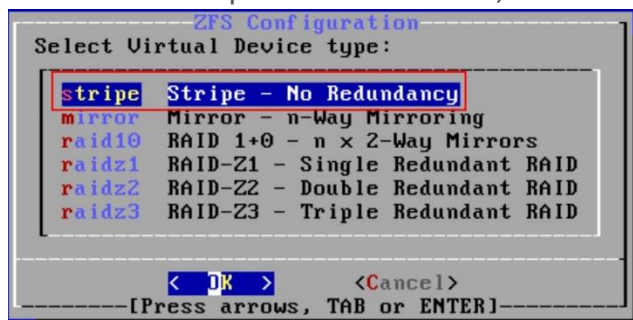 ZFS Configuration
Select Virtual Device type:
stripe Stripe - No Redundancy
mirror Mirror - n-Way Mirroring
raid10 RAID 1+0 - n x 2-Way Mirrors
raidz1 RAID-Z1 - Single Redundant RAID
raidz2 RAID-Z2 - Double Redundant RAID
raidz3 RAID-Z3 - Triple Redundant RAID
< OK > <Cancel>
[Press arrows, TAB or ENTER]